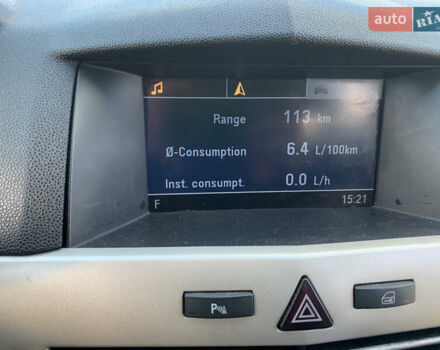 auto RIA
Range 113 km
Ø-Consumption 6.4 L/100km
Inst. consumpt. 0.0 L/h
F 15:21
P